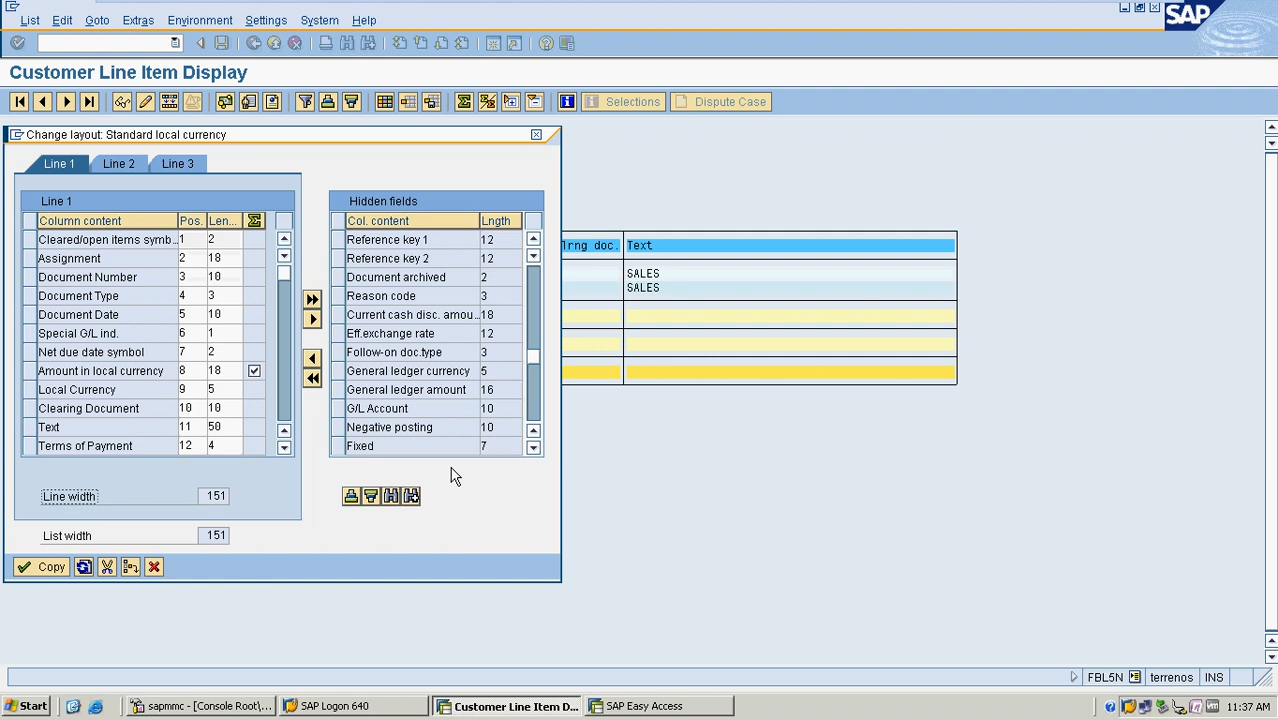 List Edit Goto Extras Environment Settings System Help
SAP
Customer Line Item Display
Selections Dispute Case
Change layout: Standard local currency
Line 1 Line 2 Line 3
Line 1
Column content Pos. Len...
Cleared/open items symb... 1 2
Assignment 2 18
Document Number 3 10
Document Type 4 3
Document Date 5 10
Special G/L ind. 6 1
Net due date symbol 7 2
Amount in local currency 8 18
Local Currency 9 5
Clearing Document 10 10
Text 11 50
Terms of Payment 12 4
Line width 151
List width 151
Hidden fields
Col. content Lngth
Reference key 1 12
Reference key 2 12
Document archived 2
Reason code 3
Current cash disc. amou... 18
Eff.exchange rate 12
Follow-on doc.type 3
General ledger currency 5
General ledger amount 16
G/L Account 10
Negative posting 10
Fixed 7
Copy
lrng doc. Text
SALES
SALES
FBL5N terrenos INS
Start sapmmc - [Console Root\... SAP Logon 640 Customer Line Item D... SAP Easy Access 11:37 AM